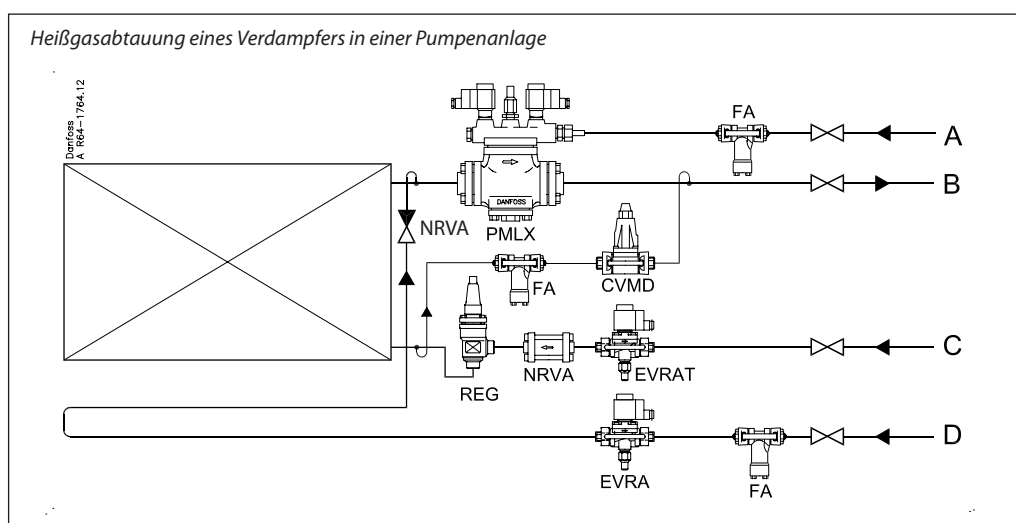 Heißgasabtauung eines Verdampfers in einer Pumpenanlage
Danfoss
A R64-1764.12
FA
A
B
DANFOSS
NRVA
PMLX
FA
CVMD
C
REG
NRVA
EVRAT
D
EVRA
FA